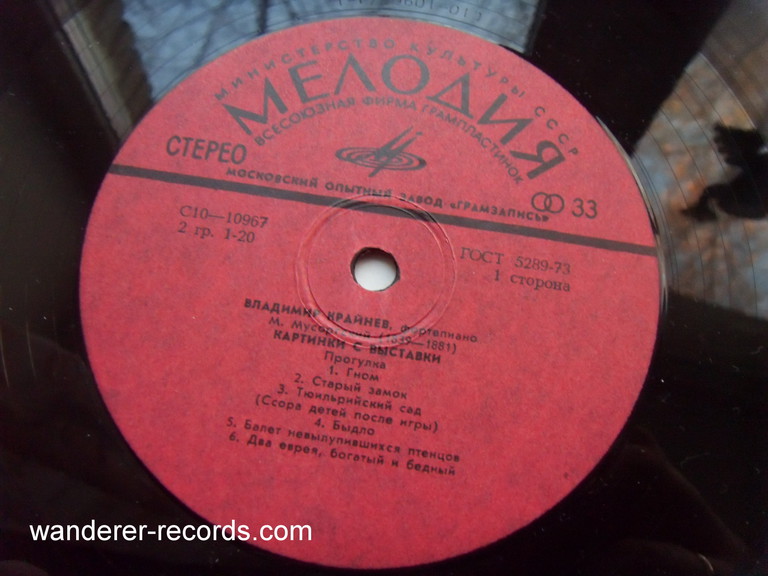 МИНИСТЕРСТВО КУЛЬТУРЫ СССР
МЕЛОДИЯ
ВСЕСОЮЗНАЯ ФИРМА ГРАМПЛАСТИНОК
СТЕРЕО
33
МОСКОВСКИЙ ОПЫТНЫЙ ЗАВОД «ГРАМЗАПИСЬ»
С10—10967
2 гр. 1-20
ГОСТ 5289-73
1 сторона
ВЛАДИМИР КРАЙНЕВ, фортепиано
М. Мусоргский (1839—1881)
КАРТИНКИ С ВЫСТАВКИ
Прогулка
1. Гном
2. Старый замок
3. Тюильрийский сад
(Ссора детей после игры)
4. Быдло
5. Балет невылупившихся птенцов
6. Два еврея, богатый и бедный
wanderer-records.com